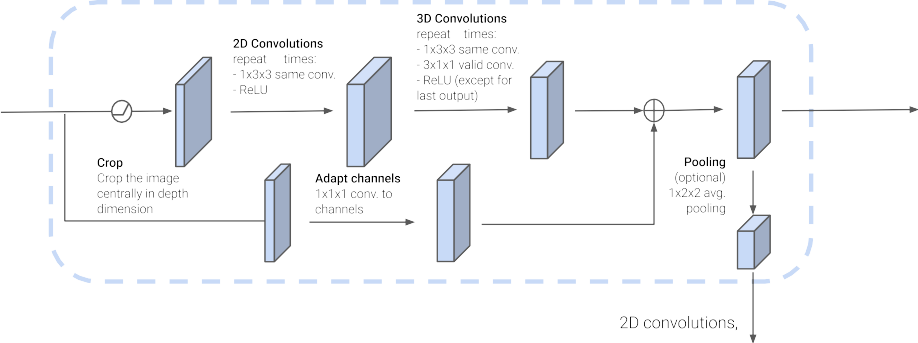 2D Convolutions
repeat times:
- 1x3x3 same conv.
- ReLU
3D Convolutions
repeat times:
- 1x3x3 same conv.
- 3x1x1 valid conv.
- ReLU (except for
last output)
Crop
Crop the image
centrally in depth
dimension
Adapt channels
1x1x1 conv. to
channels
Pooling
(optional)
1x2x2 avg.
pooling
2D convolutions,